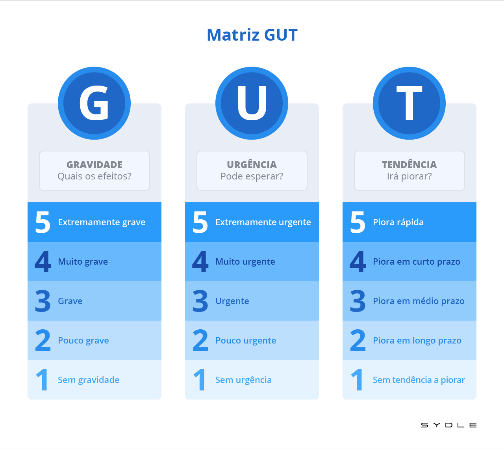 Matriz GUT
G
GRAVIDADE
Quais os efeitos?
5 Extremamente grave
4 Muito grave
3 Grave
2 Pouco grave
1 Sem gravidade
U
URGÊNCIA
Pode esperar?
5 Extremamente urgente
4 Muito urgente
3 Urgente
2 Pouco urgente
1 Sem urgência
T
TENDÊNCIA
Irá piorar?
5 Piora rápida
4 Piora em curto prazo
3 Piora em médio prazo
2 Piora em longo prazo
1 Sem tendência a piorar
SYDLE